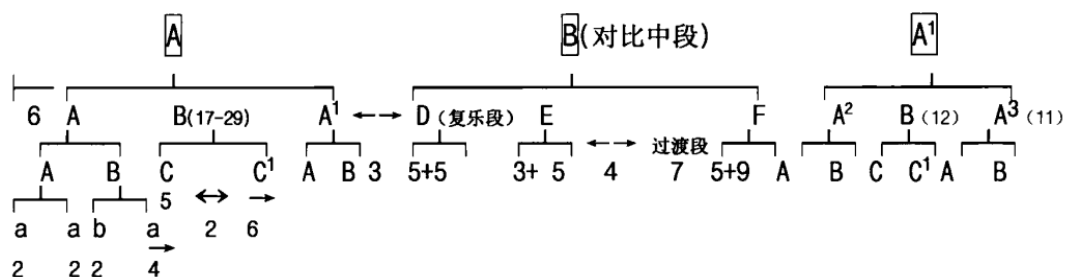 A B(对比中段) A¹
6 A B(17-29) A¹ D(复乐段) E F A² B(12) A³(11)
A B C C¹ A B 3 5+5 3+ 5 4 过渡段 7 5+9 A B C C¹ A B
5
a a b a 2 6
2 2 2 4